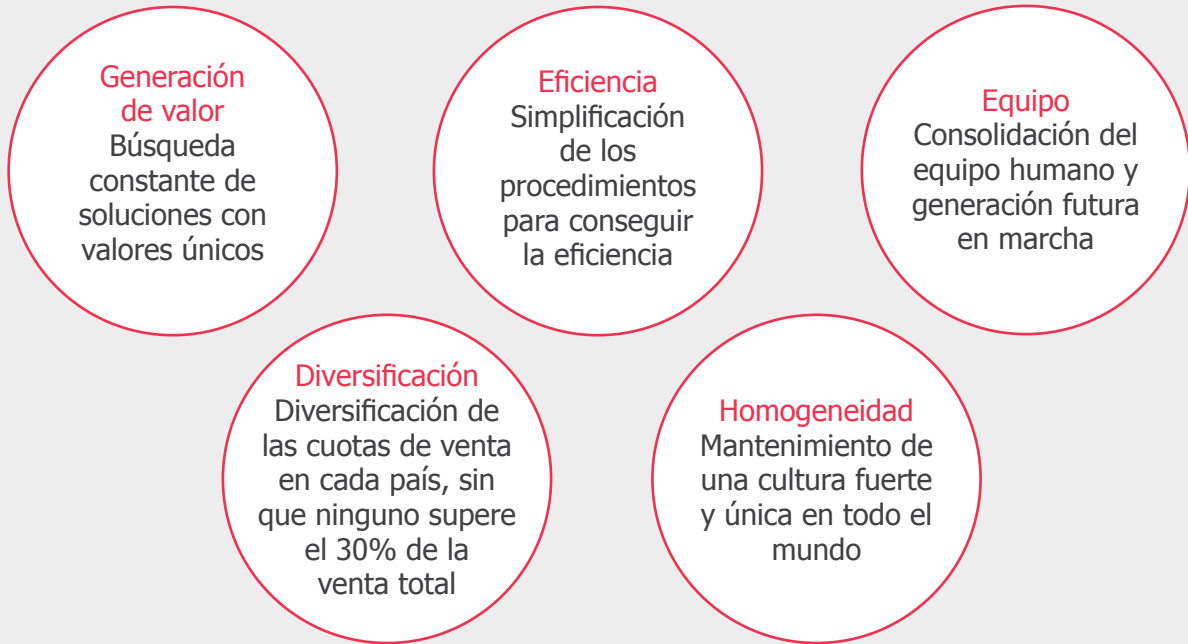 Generación
de valor
Búsqueda
constante de
soluciones con
valores únicos
Eficiencia
Simplificación
de los
procedimientos
para conseguir
la eficiencia
Equipo
Consolidación del
equipo humano y
generación futura
en marcha
Diversificación
Diversificación de
las cuotas de venta
en cada país, sin
que ninguno supere
el 30% de la
venta total
Homogeneidad
Mantenimiento de
una cultura fuerte
y única en todo el
mundo